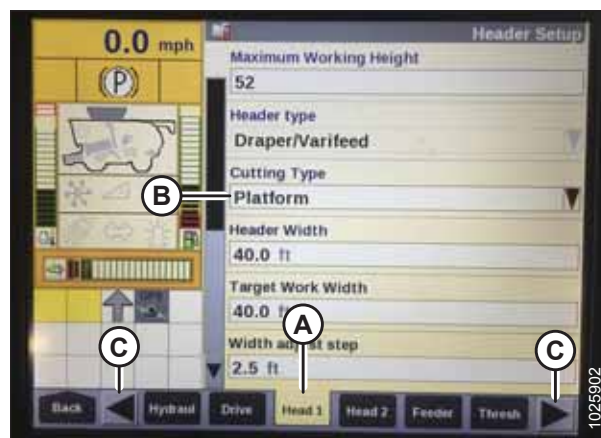 0.0 mph
Header Setup
(P)
Maximum Working Height
52
Header type
Draper/Varifeed
Cutting Type
B
Platform
Header Width
40.0 ft
Target Work Width
40.0 ft
A
C
C
Width adjust step
2.5 ft
Back
Hydraul
Drive
Head 1
Head 2
Feeder
Thresh
1025902